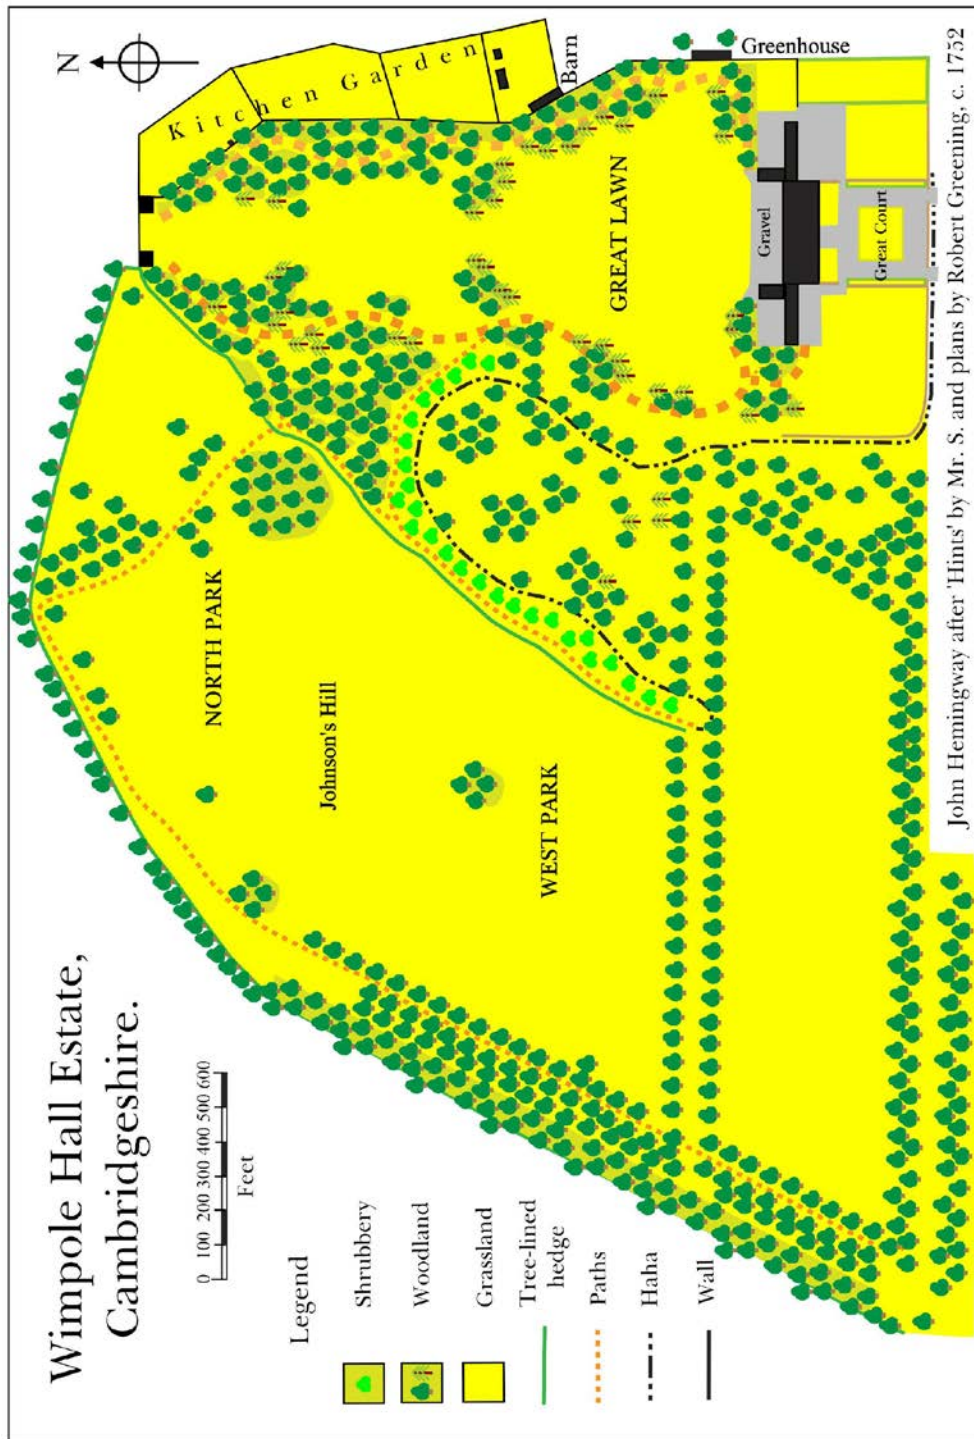 Wimpole Hall Estate,
Cambridgeshire.
0 100 200 300 400 500 600
Feet
Legend
Shrubbery
Woodland
Grassland
Tree-lined
hedge
Paths
Haha
Wall
N
Kitchen Garden
Barn
Greenhouse
NORTH PARK
Johnson's Hill
WEST PARK
GREAT LAWN
Gravel
Great Court
John Hemingway after 'Hints' by Mr. S. and plans by Robert Greening, c. 1752